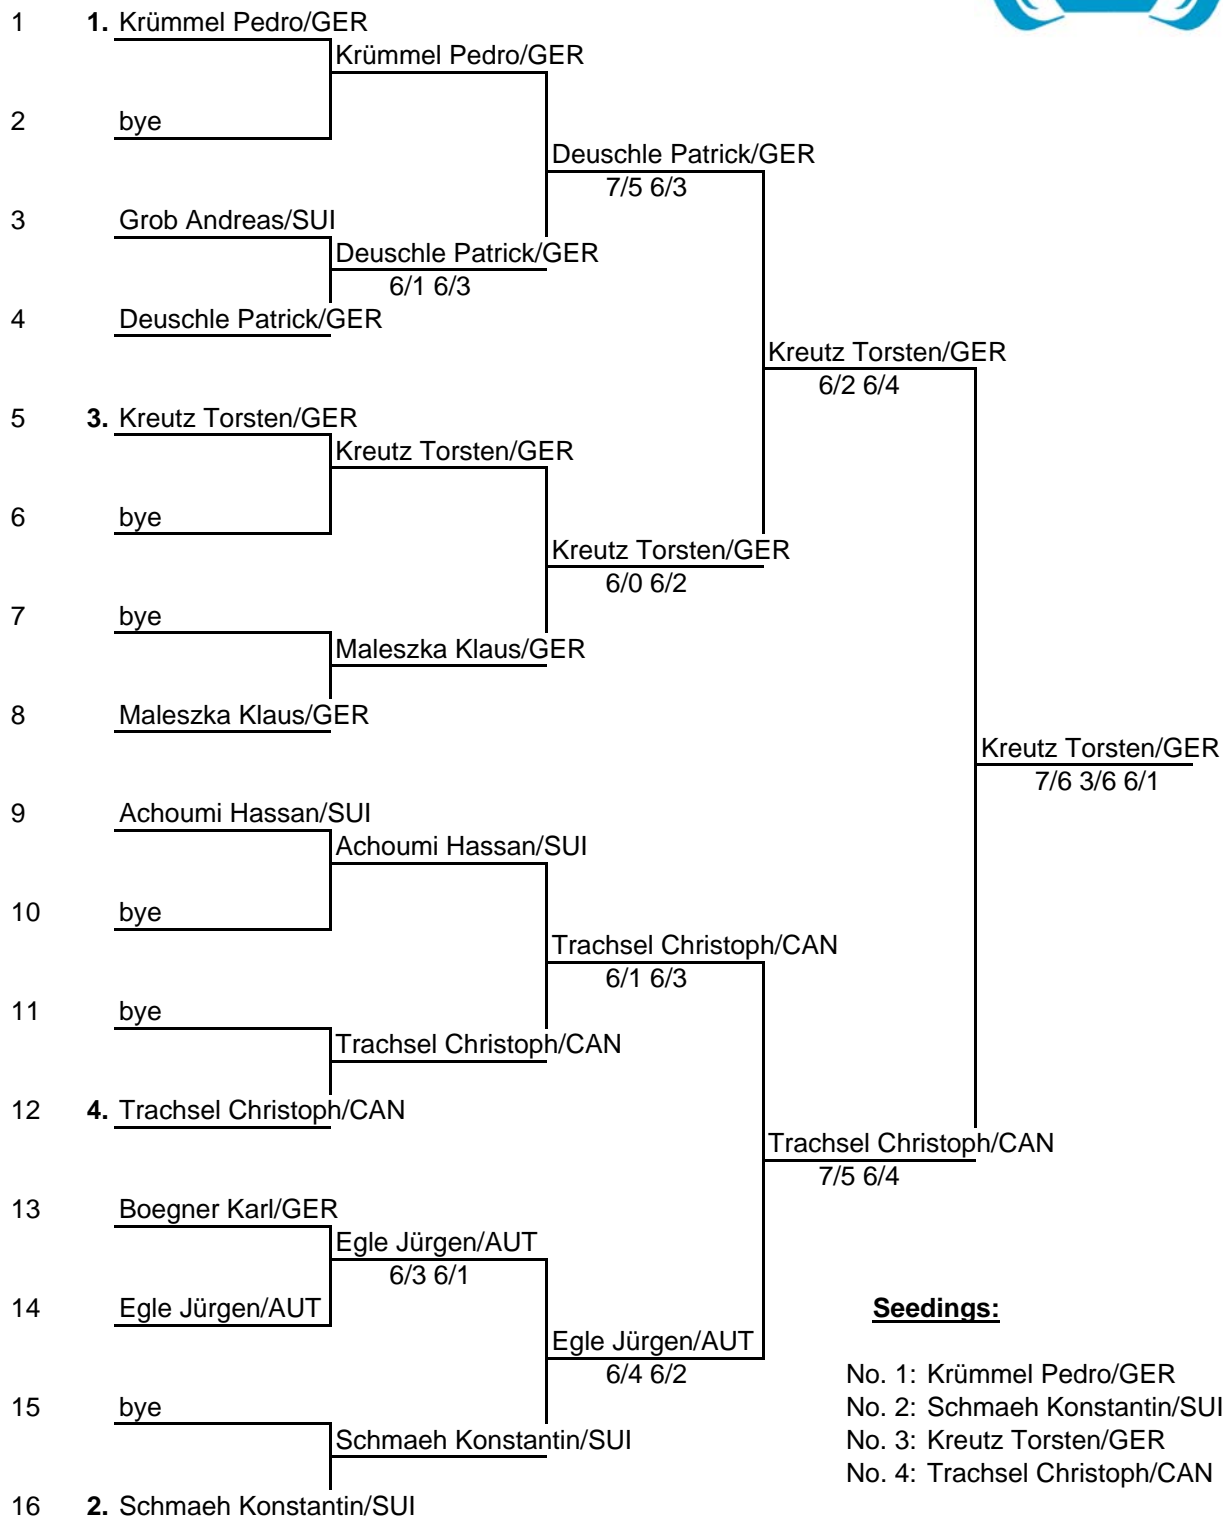 1 1. Krümmel Pedro/GER
Krümmel Pedro/GER
2 bye
Deuschle Patrick/GER
7/5 6/3
3 Grob Andreas/SUI
Deuschle Patrick/GER
6/1 6/3
4 Deuschle Patrick/GER
Kreutz Torsten/GER
6/2 6/4
5 3. Kreutz Torsten/GER
Kreutz Torsten/GER
6 bye
Kreutz Torsten/GER
6/0 6/2
7 bye
Maleszka Klaus/GER
8 Maleszka Klaus/GER
Kreutz Torsten/GER
7/6 3/6 6/1
9 Achoumi Hassan/SUI
Achoumi Hassan/SUI
10 bye
Trachsel Christoph/CAN
6/1 6/3
11 bye
Trachsel Christoph/CAN
12 4. Trachsel Christoph/CAN
Trachsel Christoph/CAN
7/5 6/4
13 Boegner Karl/GER
Egle Jürgen/AUT
6/3 6/1
14 Egle Jürgen/AUT
Egle Jürgen/AUT
6/4 6/2
15 bye
Schmaeh Konstantin/SUI
16 2. Schmaeh Konstantin/SUI
Seedings:
No. 1: Krümmel Pedro/GER
No. 2: Schmaeh Konstantin/SUI
No. 3: Kreutz Torsten/GER
No. 4: Trachsel Christoph/CAN